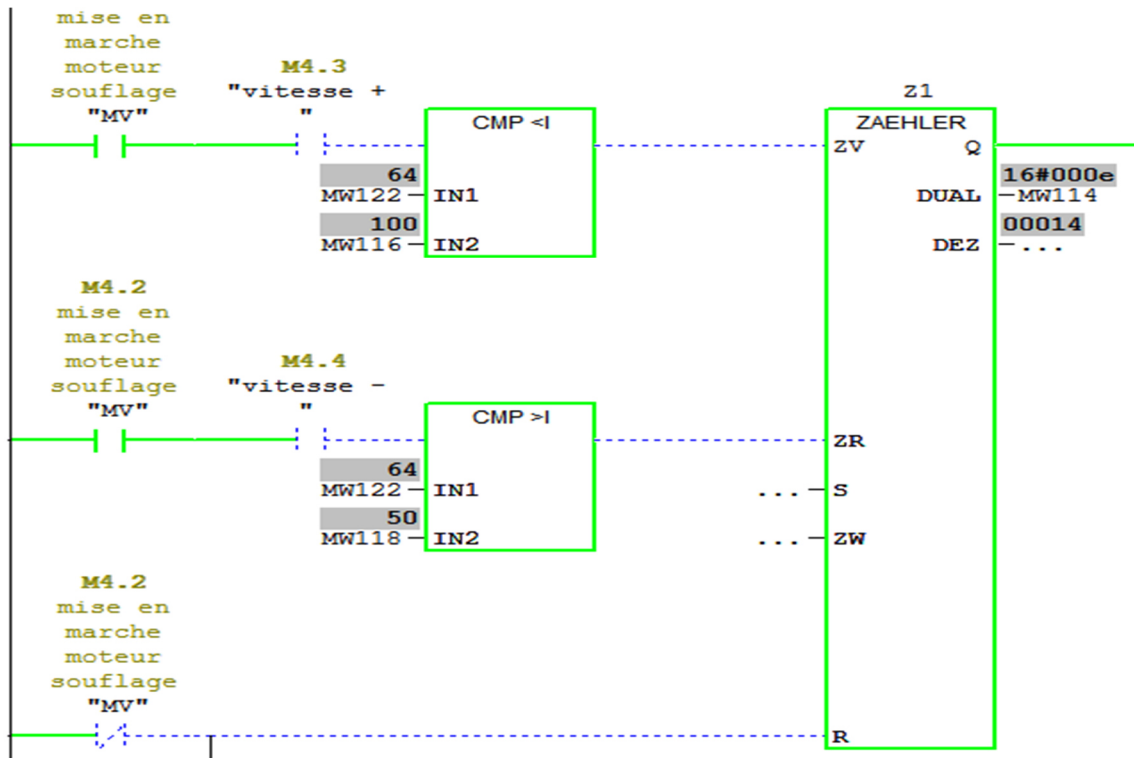 mise en
marche
moteur
souflage
"MV"
M4.3
"vitesse +
"
CMP <I
64
MW122
IN1
100
MW116
IN2
Z1
ZAEHLER
ZV
Q
16#000e
DUAL
MW114
00014
DEZ
...
M4.2
mise en
marche
moteur
souflage
"MV"
M4.4
"vitesse -
"
CMP >I
64
MW122
IN1
50
MW118
IN2
ZR
... S
... ZW
M4.2
mise en
marche
moteur
souflage
"MV"
R